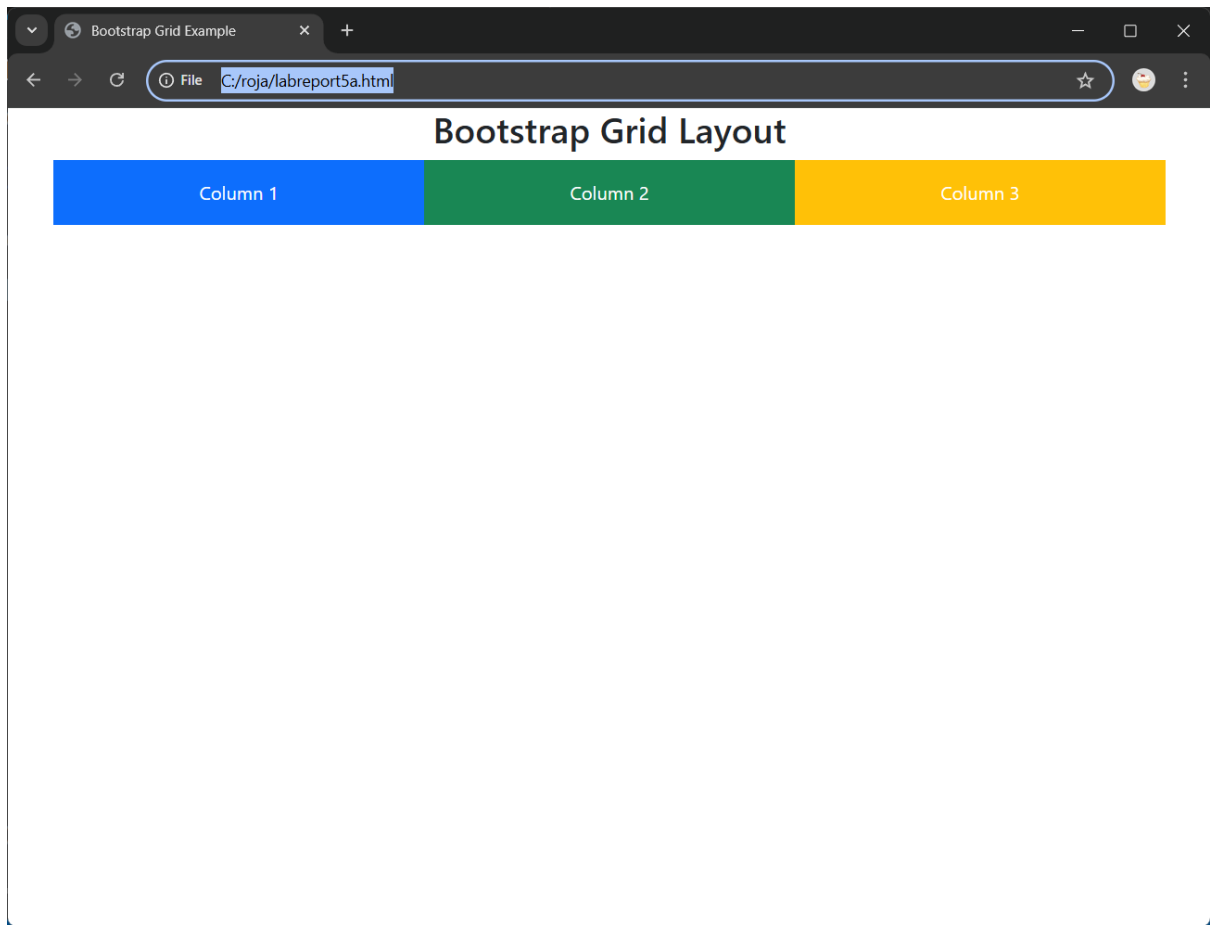 Bootstrap Grid Example
File C:/roja/labreport5a.html
Bootstrap Grid Layout
Column 1 Column 2 Column 3